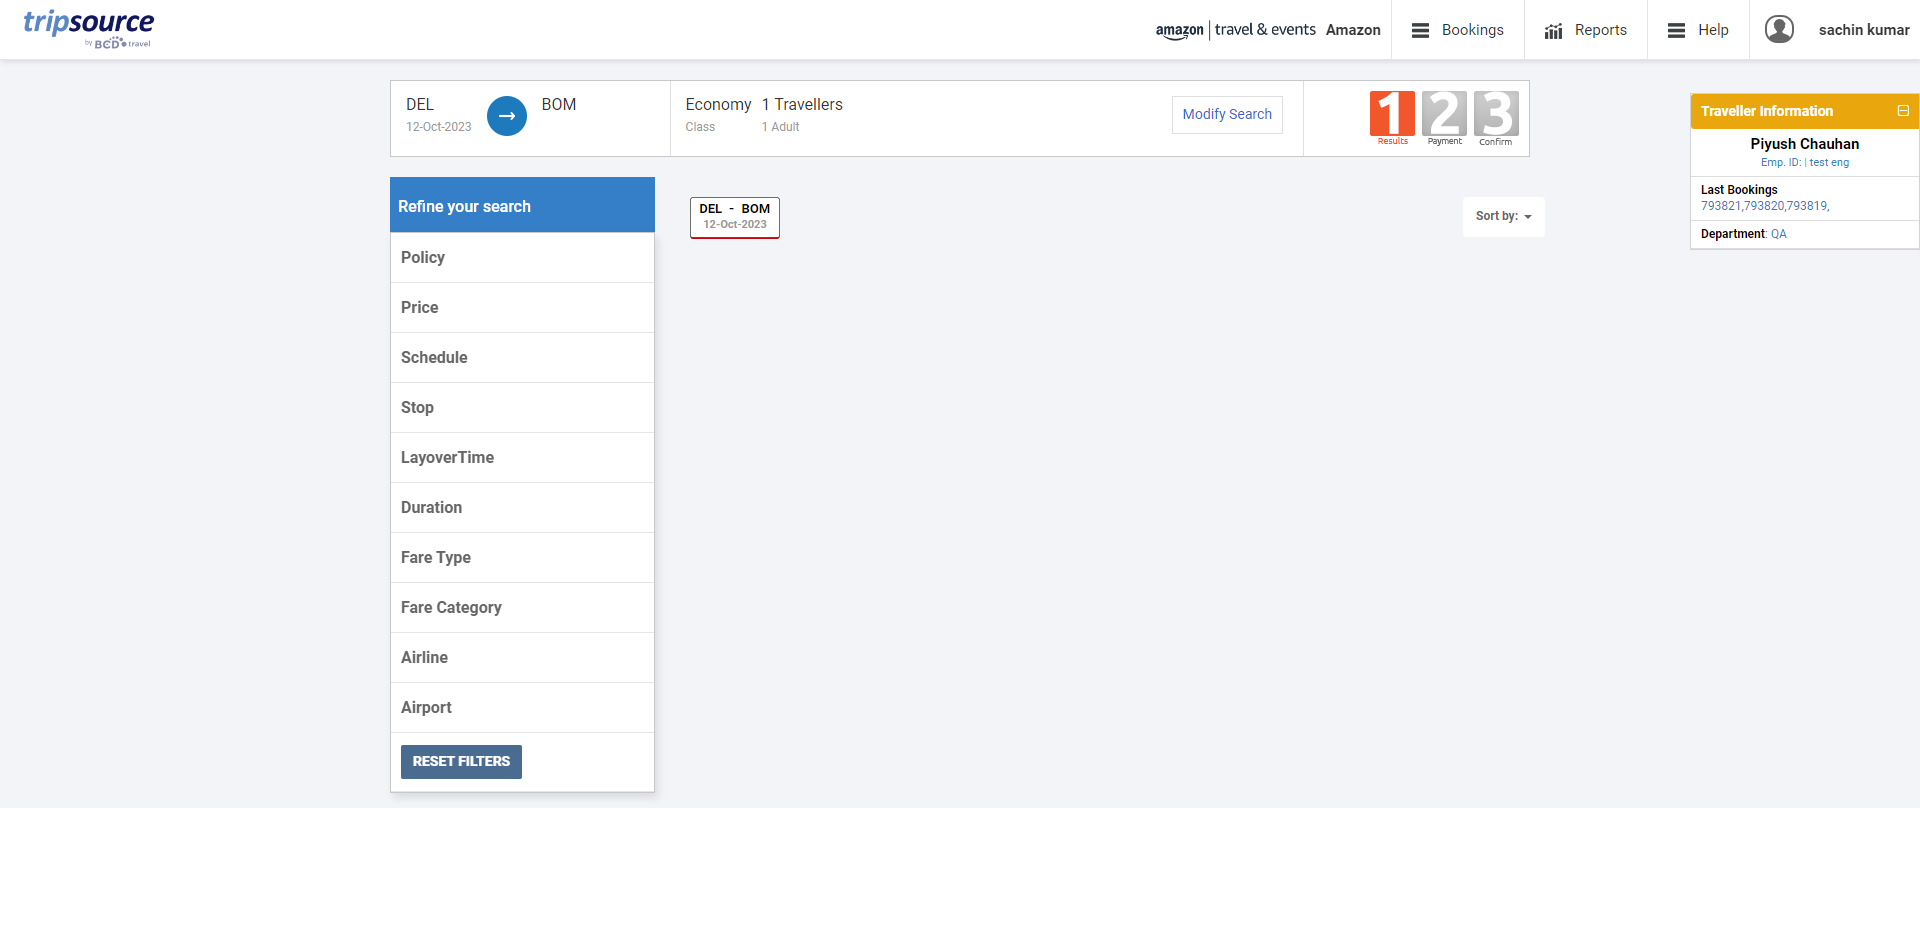 tripsource
by BCD travel
amazon | travel & events Amazon
Bookings
Reports
Help
sachin kumar
DEL
12-Oct-2023
BOM
Economy
Class
1 Travellers
1 Adult
Modify Search
1
Results
2
Payment
3
Confirm
Traveller Information
Piyush Chauhan
Emp. ID: | test eng
Last Bookings
793821,793820,793819,
Department: QA
Refine your search
Policy
Price
Schedule
Stop
LayoverTime
Duration
Fare Type
Fare Category
Airline
Airport
RESET FILTERS
DEL - BOM
12-Oct-2023
Sort by: